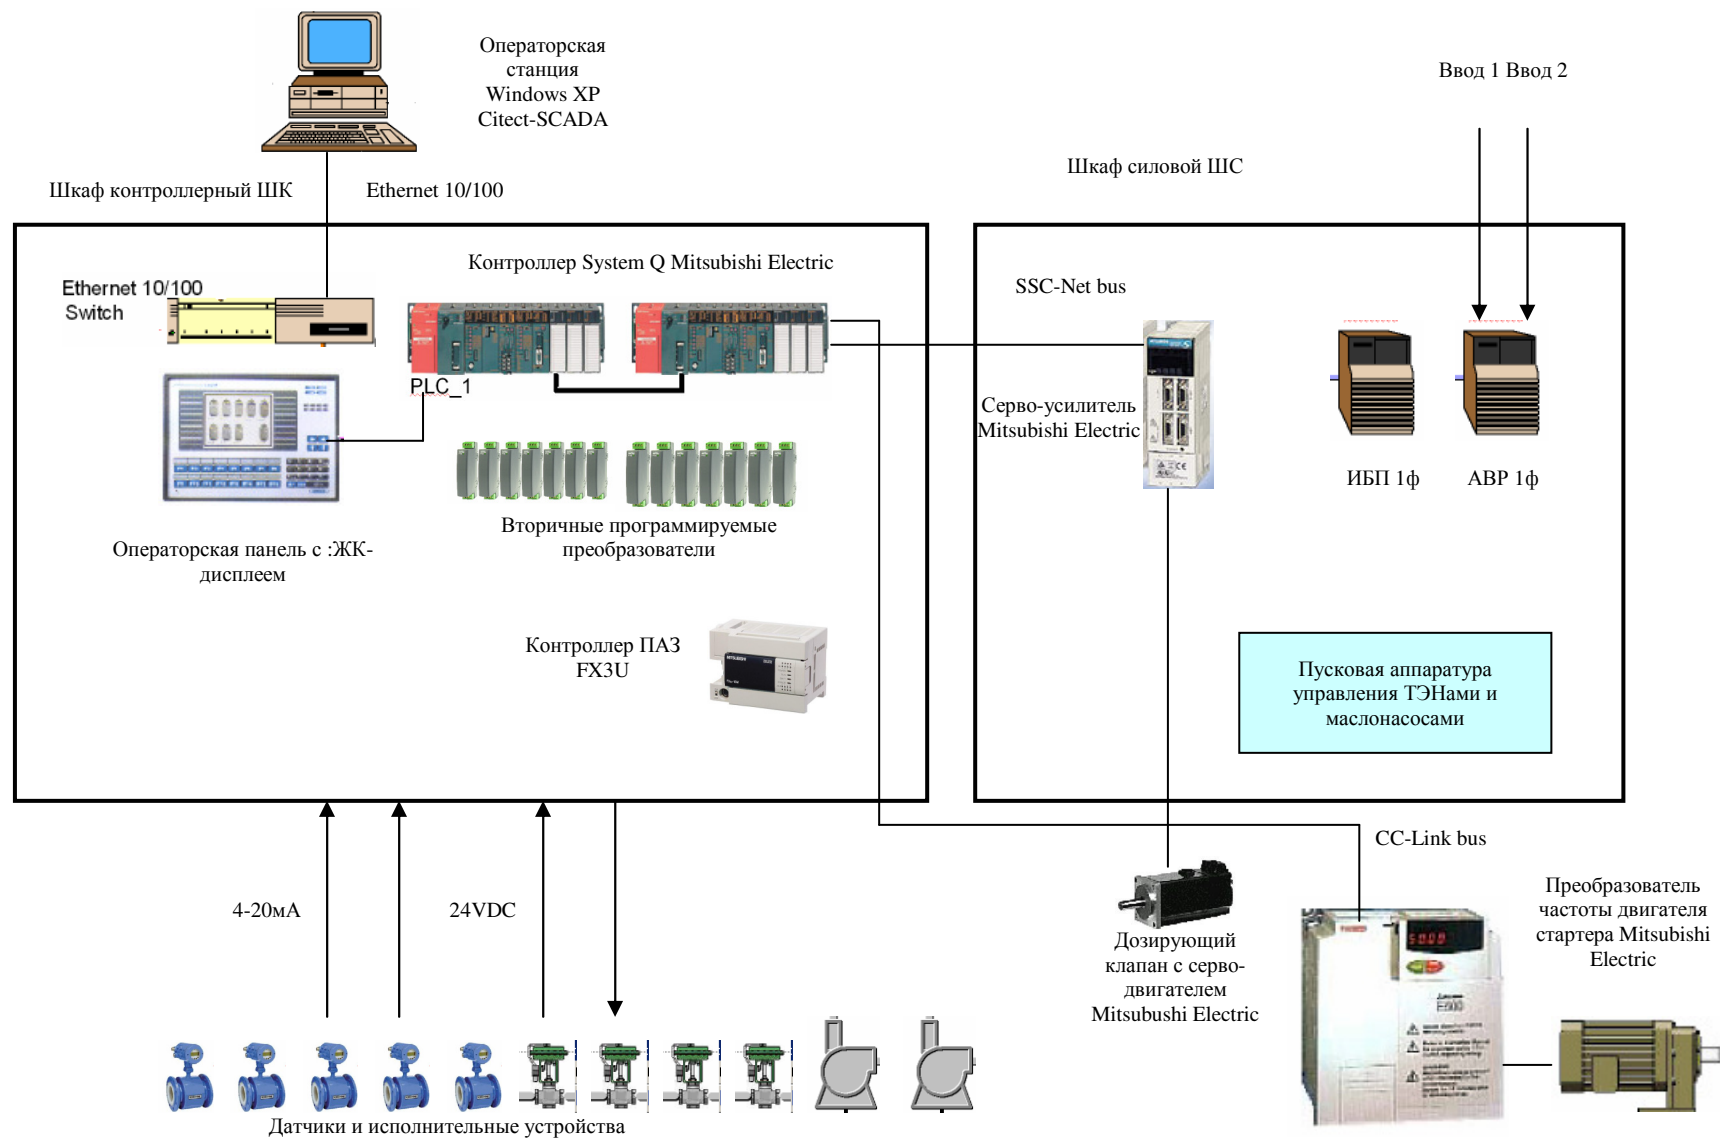 Операторская
станция
Windows XP
Citect-SCADA
Ввод 1 Ввод 2
Шкаф силовой ШС
Шкаф контроллерный ШК
Ethernet 10/100
Контроллер System Q Mitsubishi Electric
Ethernet 10/100
Switch
SSC-Net bus
PLC_1
Серво-усилитель
Mitsubishi Electric
ИБП 1ф
АВР 1ф
Вторичные программируемые
преобразователи
Операторская панель с :ЖК-
дисплеем
Контроллер ПАЗ
FX3U
Пусковая аппаратура
управления ТЭНами и
маслонасосами
CC-Link bus
4-20мА
24VDC
Преобразователь
частоты двигателя
стартера Mitsubishi
Electric
Дозирующий
клапан с серво-
двигателем
Mitsubushi Electric
Датчики и исполнительные устройства